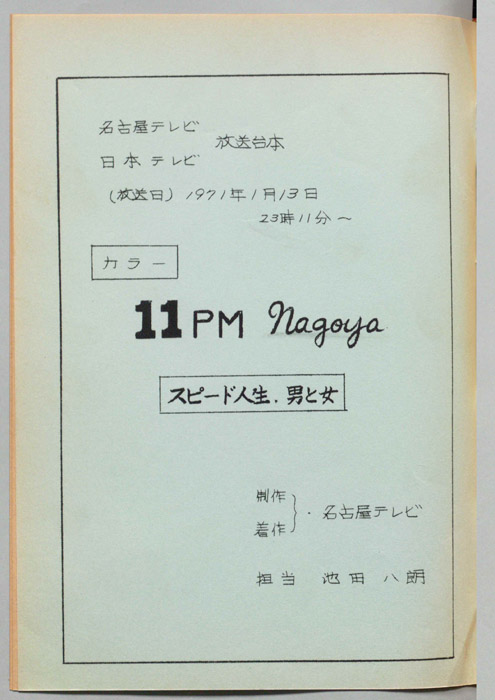 名古屋テレビ
日本テレビ
放送台本
(放送日) 1971年1月13日
23時11分〜
カラー
11PM Nagoya
スピード人生.男と女
制作
着作
・名古屋テレビ
担当 池田八朗